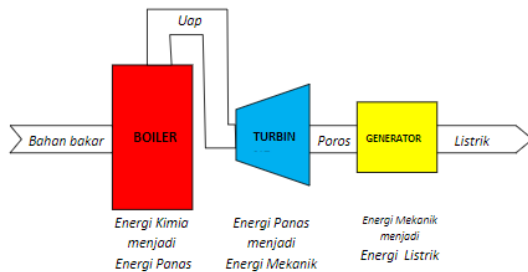 Uap
Bahan bakar
BOILER
TURBIN
Poros
GENERATOR
Listrik
Energi Kimia
menjadi
Energi Panas
Energi Panas
menjadi
Energi Mekanik
Energi Mekanik
menjadi
Energi Listrik